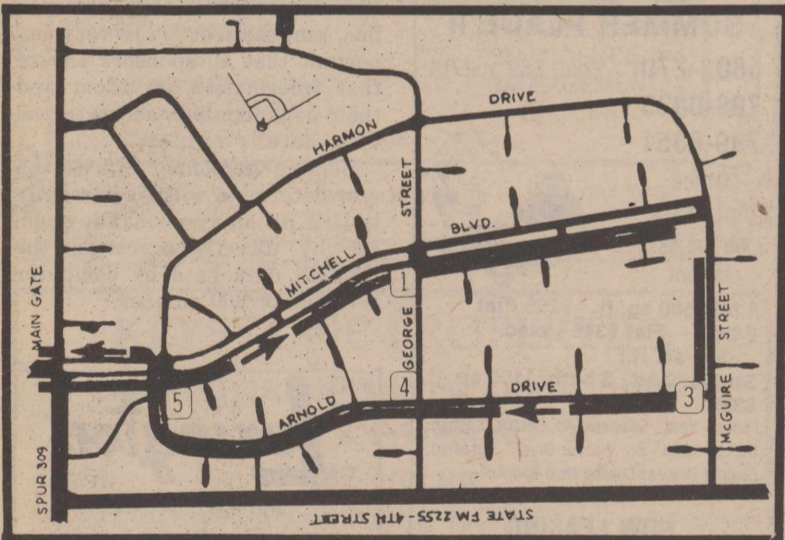 DRIVE
HARMON
STREET
BLVD.
MITCHELL
MAIN GATE
1
GEORGE
STREET
5
4
DRIVE
3
ARNOLD
McGUIRE
SPUR 309
STATE FM 2255-4TH STREET